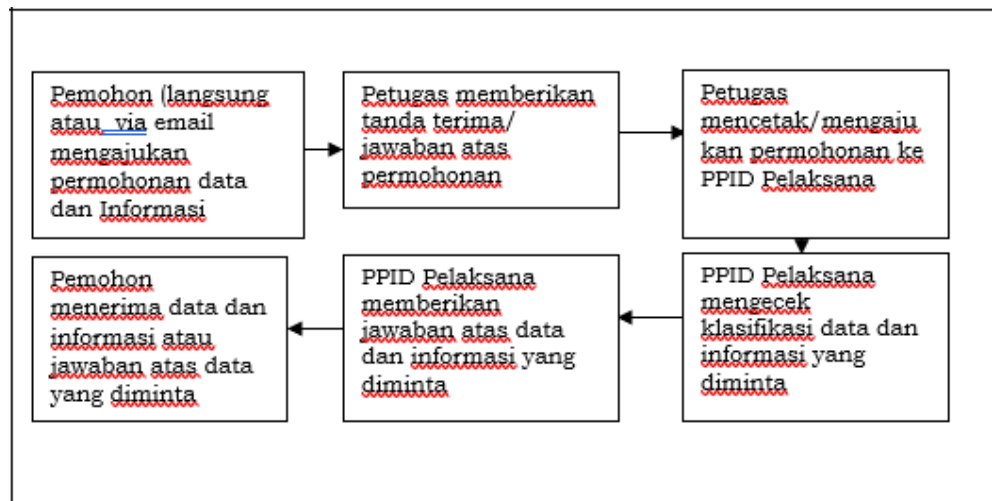 Pemohon (langsung
atau via email
mengajukan
permohonan data
dan Informasi
Petugas memberikan
tanda terima/
jawaban atas
permohonan
Petugas
mencetak/mengaju
kan permohonan ke
PPID Pelaksana
PPID Pelaksana
mengecek
klasifikasi data dan
informasi yang
diminta
PPID Pelaksana
memberikan
jawaban atas data
dan informasi yang
diminta
Pemohon
menerima data dan
informasi atau
jawaban atas data
yang diminta